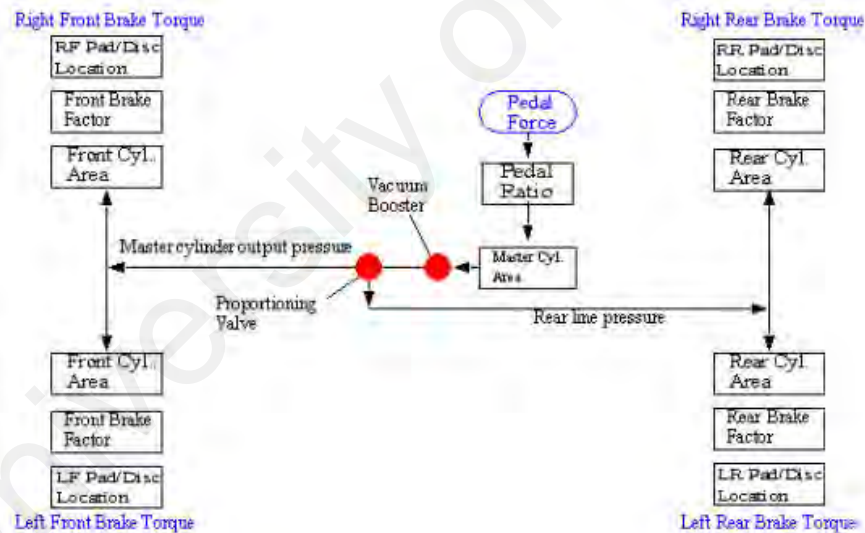 Right Front Brake Torque
RF Pad/Disc
Location
Front Brake
Factor
Front Cyl.
Area
Pedal
Force
Pedal
Ratio
Vacuum
Booster
Master cylinder output pressure
Master Cyl.
Area
Proportioning
Valve
Rear line pressure
Right Rear Brake Torque
RR Pad/Disc
Location
Rear Brake
Factor
Rear Cyl.
Area
Front Cyl.
Area
Front Brake
Factor
LF Pad/Disc
Location
Left Front Brake Torque
Rear Cyl.
Area
Rear Brake
Factor
LR Pad/Disc
Location
Left Rear Brake Torque
University of